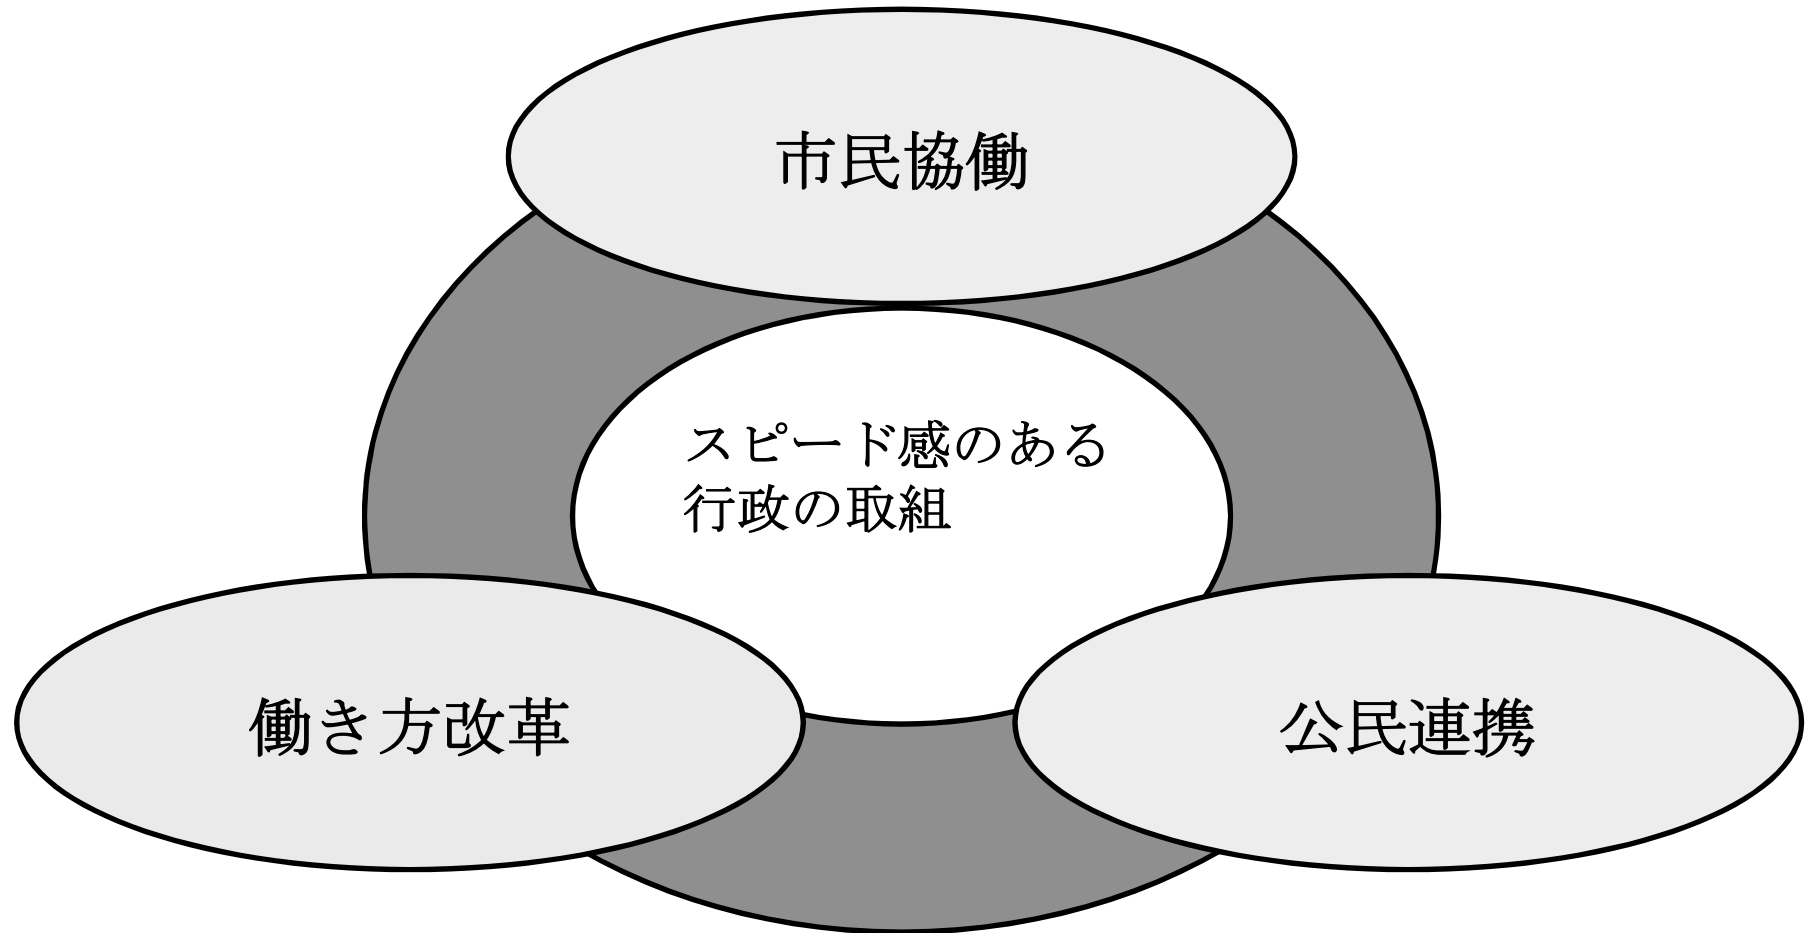 市民協働
スピード感のある
行政の取組
働き方改革
公民連携